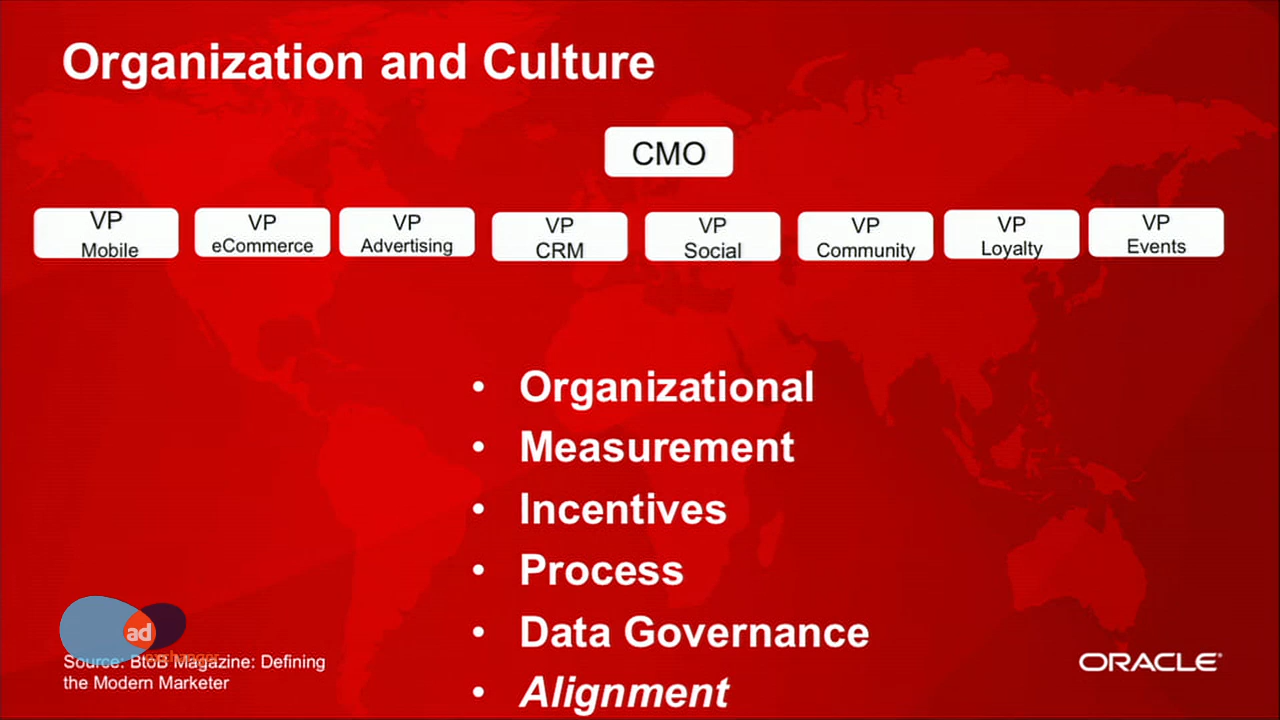 Organization and Culture
CMO
VP
Mobile
VP
eCommerce
VP
Advertising
VP
CRM
VP
Social
VP
Community
VP
Loyalty
VP
Events
• Organizational
• Measurement
• Incentives
• Process
• Data Governance
• Alignment
ad
exchanger
Source: BtoB Magazine: Defining
the Modern Marketer
ORACLE®